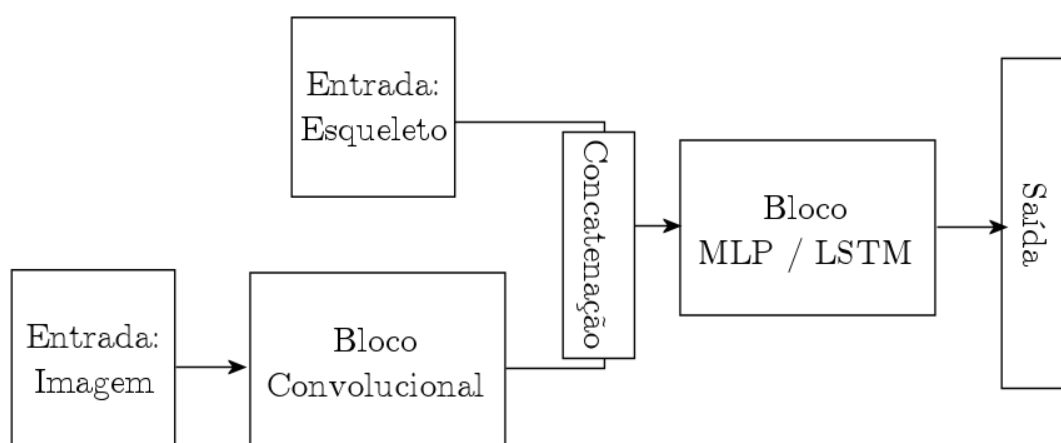 Entrada:
Esqueleto
Entrada:
Imagem
Bloco
Convolucional
Concatenação
Bloco
MLP / LSTM
Saída